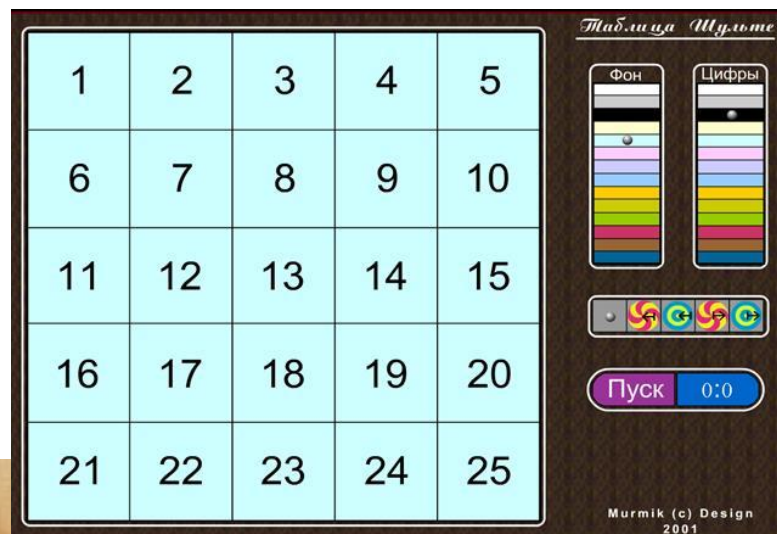 Таблица Шульте
1 2 3 4 5
6 7 8 9 10
11 12 13 14 15
16 17 18 19 20
21 22 23 24 25
Фон Цифры
Пуск 0:0
Murmik (c) Design
2001